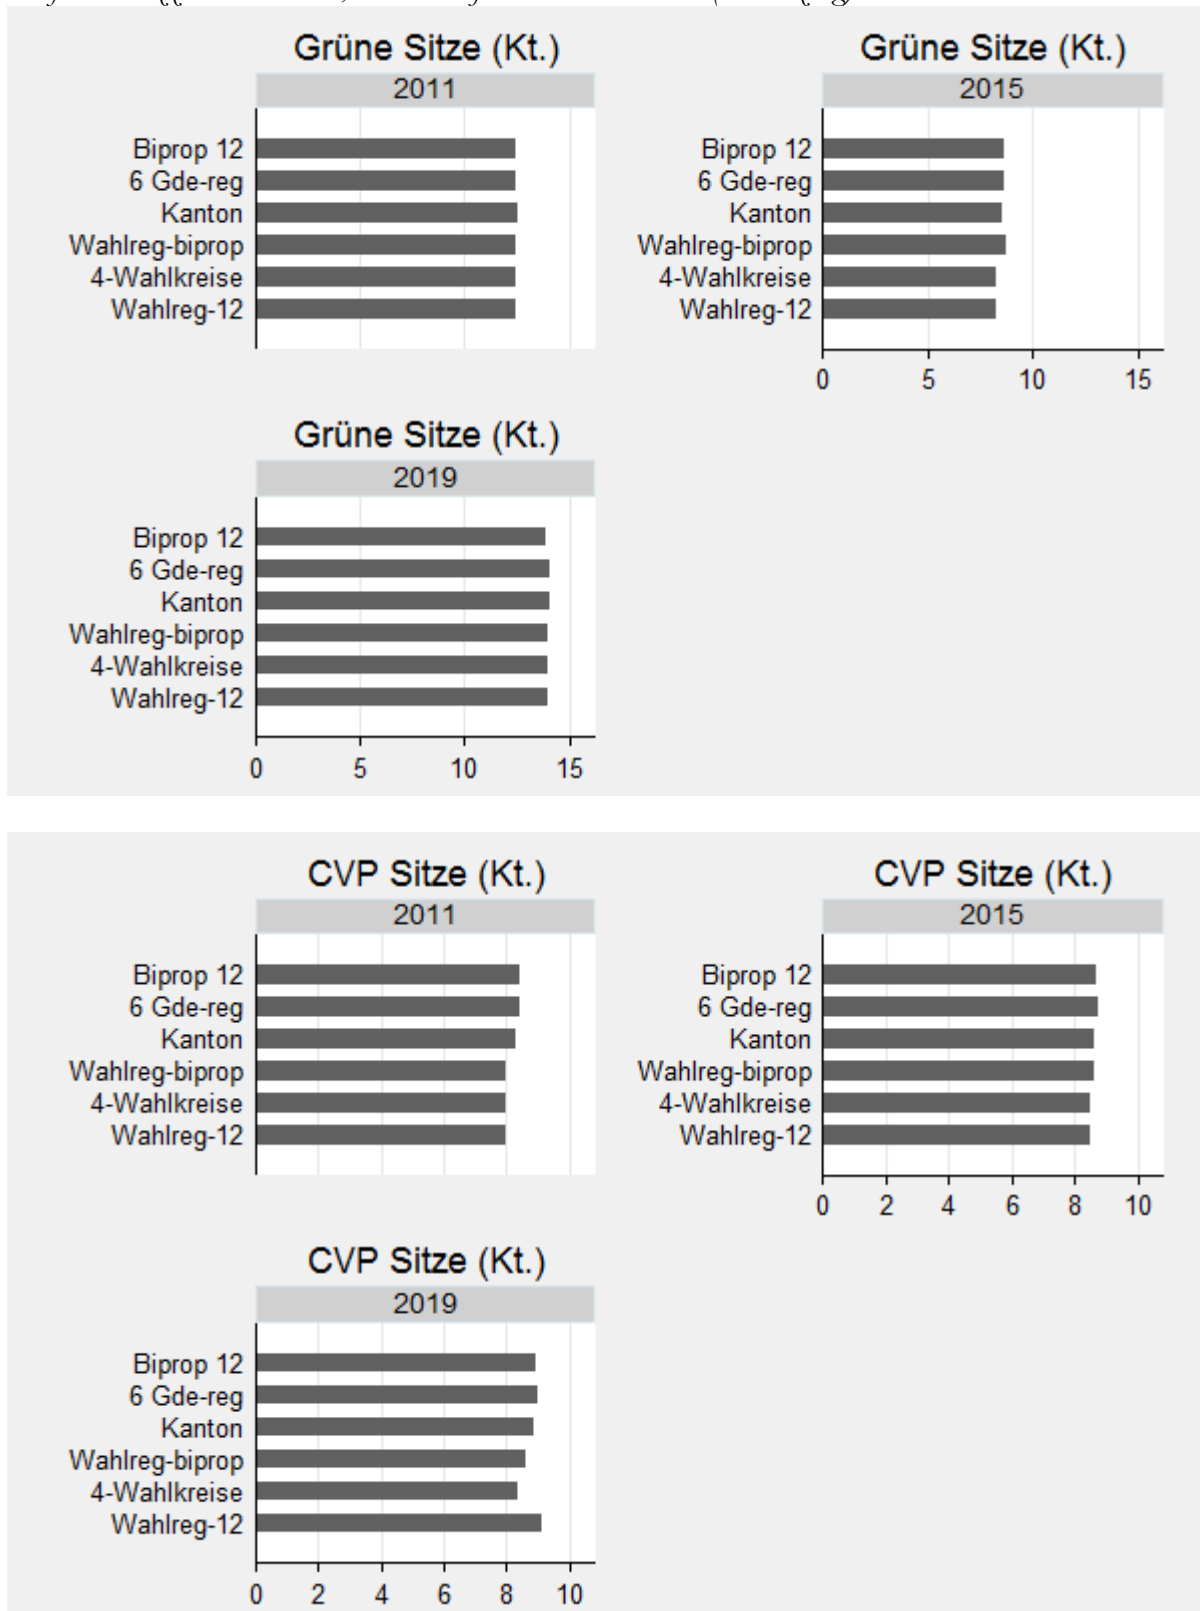 Grüne Sitze (Kt.)
2011
Biprop 12
6 Gde-reg
Kanton
Wahlreg-biprop
4-Wahlkreise
Wahlreg-12
Grüne Sitze (Kt.)
2015
Biprop 12
6 Gde-reg
Kanton
Wahlreg-biprop
4-Wahlkreise
Wahlreg-12
0 5 10 15
Grüne Sitze (Kt.)
2019
Biprop 12
6 Gde-reg
Kanton
Wahlreg-biprop
4-Wahlkreise
Wahlreg-12
0 5 10 15
CVP Sitze (Kt.)
2011
Biprop 12
6 Gde-reg
Kanton
Wahlreg-biprop
4-Wahlkreise
Wahlreg-12
CVP Sitze (Kt.)
2015
Biprop 12
6 Gde-reg
Kanton
Wahlreg-biprop
4-Wahlkreise
Wahlreg-12
0 2 4 6 8 10
CVP Sitze (Kt.)
2019
Biprop 12
6 Gde-reg
Kanton
Wahlreg-biprop
4-Wahlkreise
Wahlreg-12
0 2 4 6 8 10